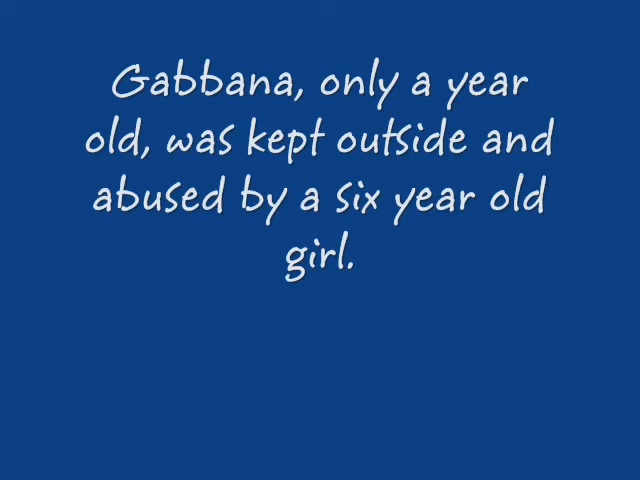 Gabbana, only a year
old, was kept outside and
abused by a six year old
girl.